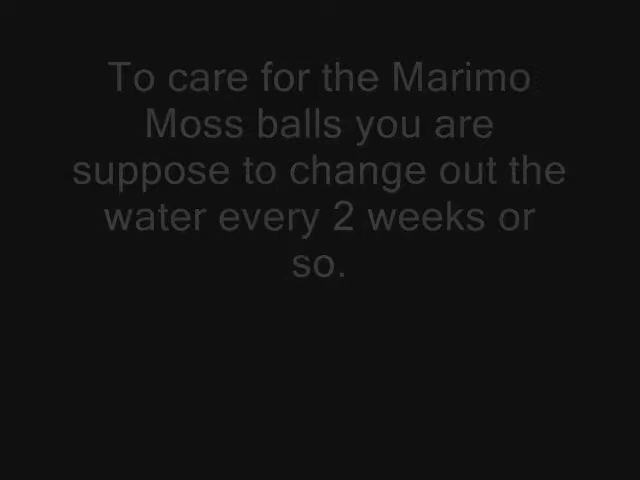 To care for the Marimo
Moss balls you are
suppose to change out the
water every 2 weeks or
so.